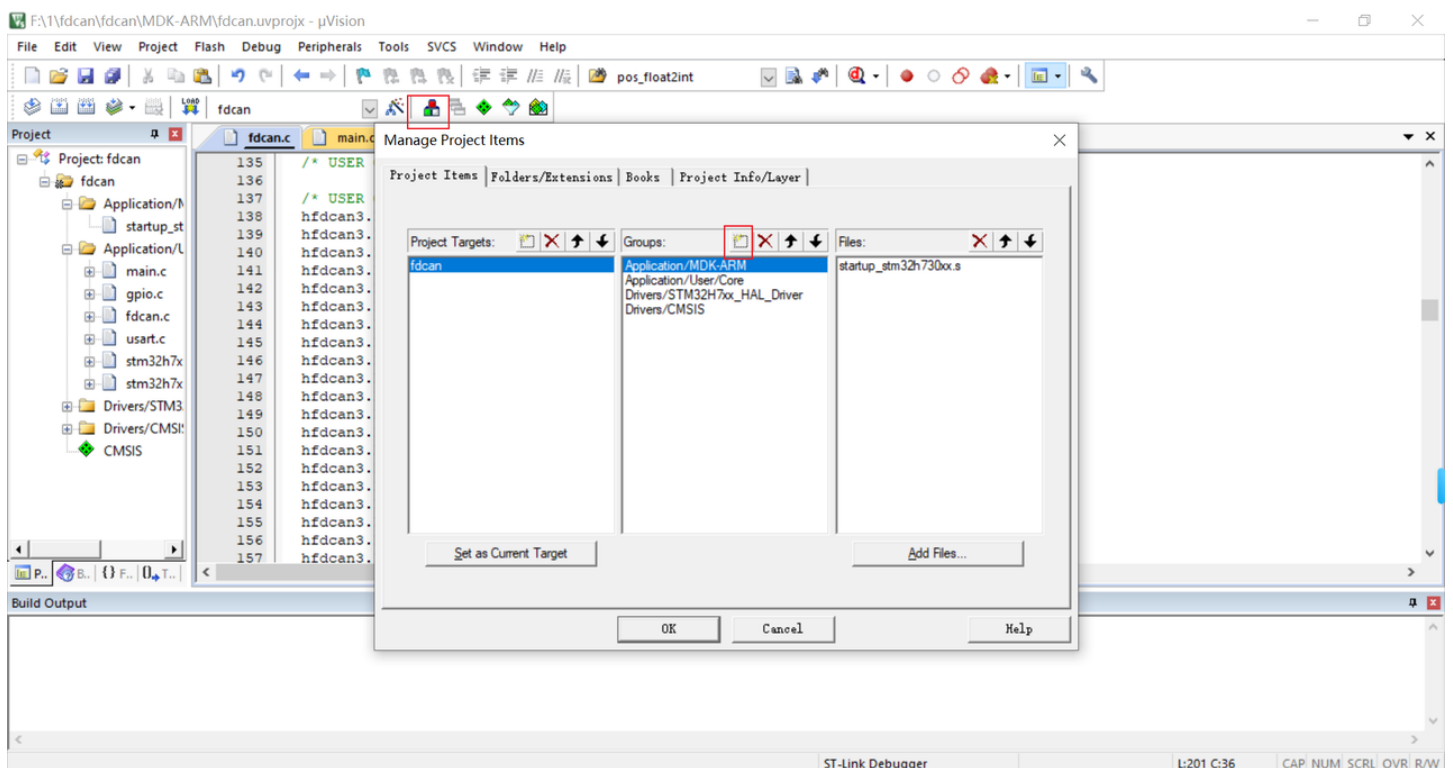 F:\1\fdcan\fdcan\MDK-ARM\fdcan.uvprojx - µVision
File Edit View Project Flash Debug Peripherals Tools SVCS Window Help
pos_float2int
LOAD fdcan
Project
Project: fdcan
fdcan
Application/M
startup_st
Application/U
main.c
gpio.c
fdcan.c
usart.c
stm32h7x
stm32h7x
Drivers/STM3
Drivers/CMSIS
CMSIS
P.. B.. {} F.. T..
fdcan.c main.c
135 /* USER
136
137 /* USER
138 hfdcan3.
139 hfdcan3.
140 hfdcan3.
141 hfdcan3.
142 hfdcan3.
143 hfdcan3.
144 hfdcan3.
145 hfdcan3.
146 hfdcan3.
147 hfdcan3.
148 hfdcan3.
149 hfdcan3.
150 hfdcan3.
151 hfdcan3.
152 hfdcan3.
153 hfdcan3.
154 hfdcan3.
155 hfdcan3.
156 hfdcan3.
157 hfdcan3.
Manage Project Items
Project Items Folders/Extensions Books Project Info/Layer
Project Targets:
fdcan
Set as Current Target
Groups:
Application/MDK-ARM
Application/User/Core
Drivers/STM32H7xx_HAL_Driver
Drivers/CMSIS
Files:
startup_stm32h730xx.s
Add Files...
OK Cancel Help
Build Output
ST-Link Debugger L:201 C:36 CAP NUM SCRL OVR R/W